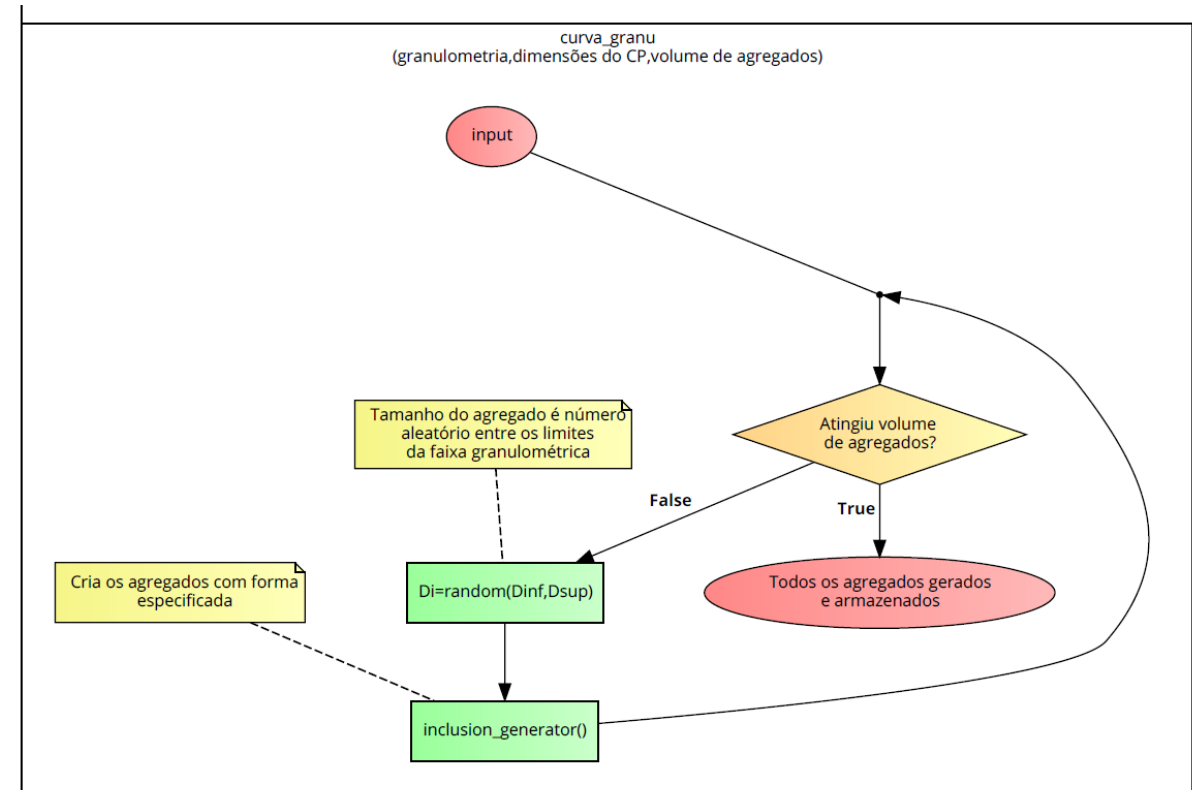 curva_granu
(granulometria,dimensões do CP,volume de agregados)
input
Tamanho do agregado é número
aleatório entre os limites
da faixa granulométrica
Atingiu volume
de agregados?
False
True
Cria os agregados com forma
especificada
Di=random(Dinf,Dsup)
Todos os agregados gerados
e armazenados
inclusion_generator()